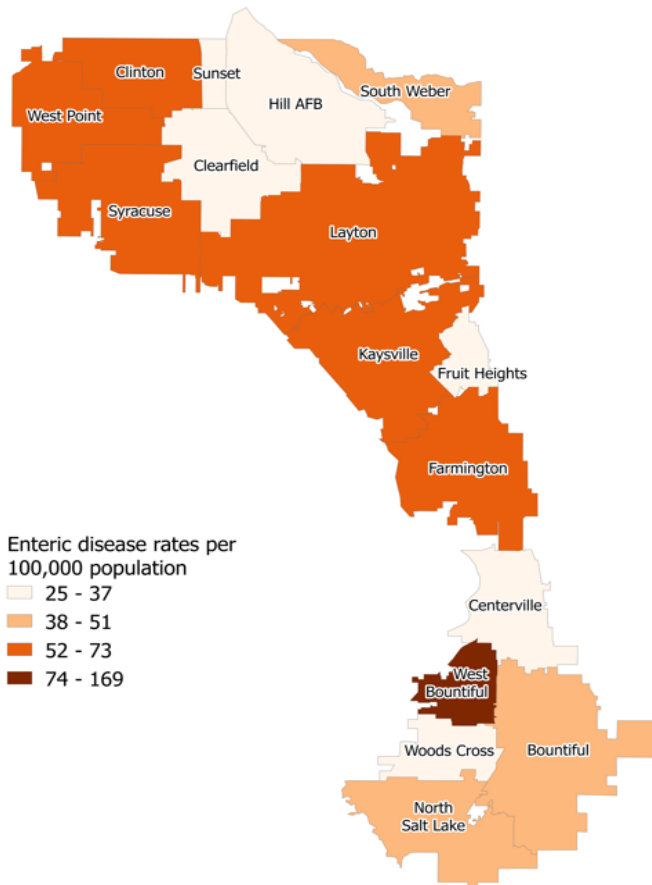 Clinton
Sunset
South Weber
Hill AFB
West Point
Clearfield
Syracuse
Layton
Kaysville
Fruit Heights
Farmington
Enteric disease rates per
100,000 population
25 - 37
38 - 51
52 - 73
74 - 169
Centerville
West
Bountiful
Woods Cross
Bountiful
North
Salt Lake